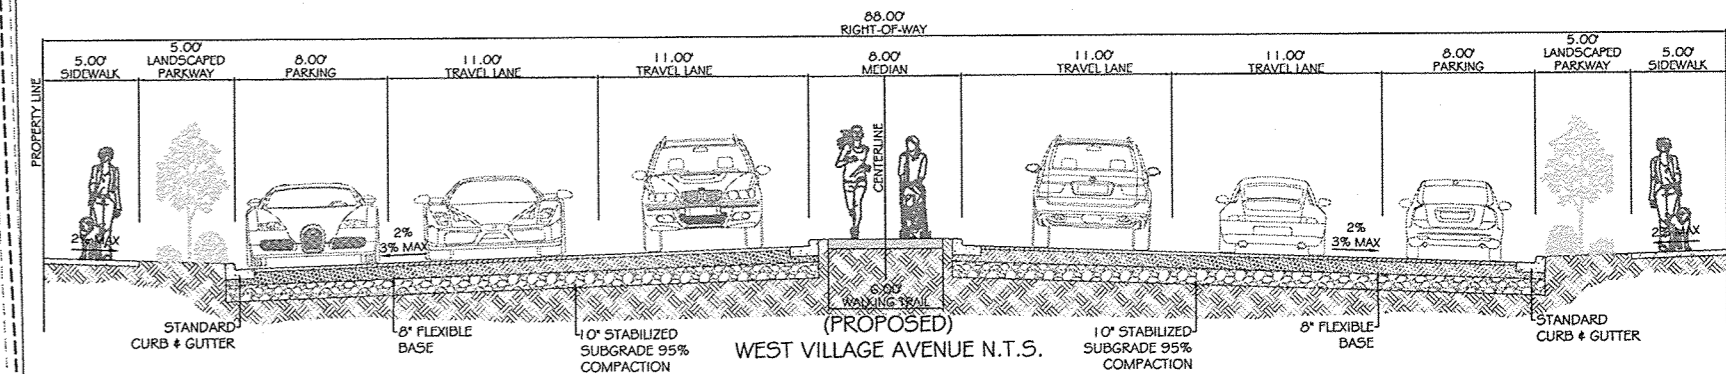 88.00'
RIGHT-OF-WAY
5.00'
SIDEWALK
5.00'
LANDSCAPED
PARKWAY
8.00'
PARKING
11.00'
TRAVEL LANE
11.00'
TRAVEL LANE
8.00'
MEDIAN
11.00'
TRAVEL LANE
11.00'
TRAVEL LANE
8.00'
PARKING
5.00'
LANDSCAPED
PARKWAY
5.00'
SIDEWALK
PROPERTY LINE
CENTERLINE
2% MAX
2%
3% MAX
2%
3% MAX
2% MAX
6.00'
WALKING TRAIL
STANDARD
CURB & GUTTER
8" FLEXIBLE
BASE
10" STABILIZED
SUBGRADE 95%
COMPACTION
(PROPOSED)
WEST VILLAGE AVENUE N.T.S.
10" STABILIZED
SUBGRADE 95%
COMPACTION
8" FLEXIBLE
BASE
STANDARD
CURB & GUTTER